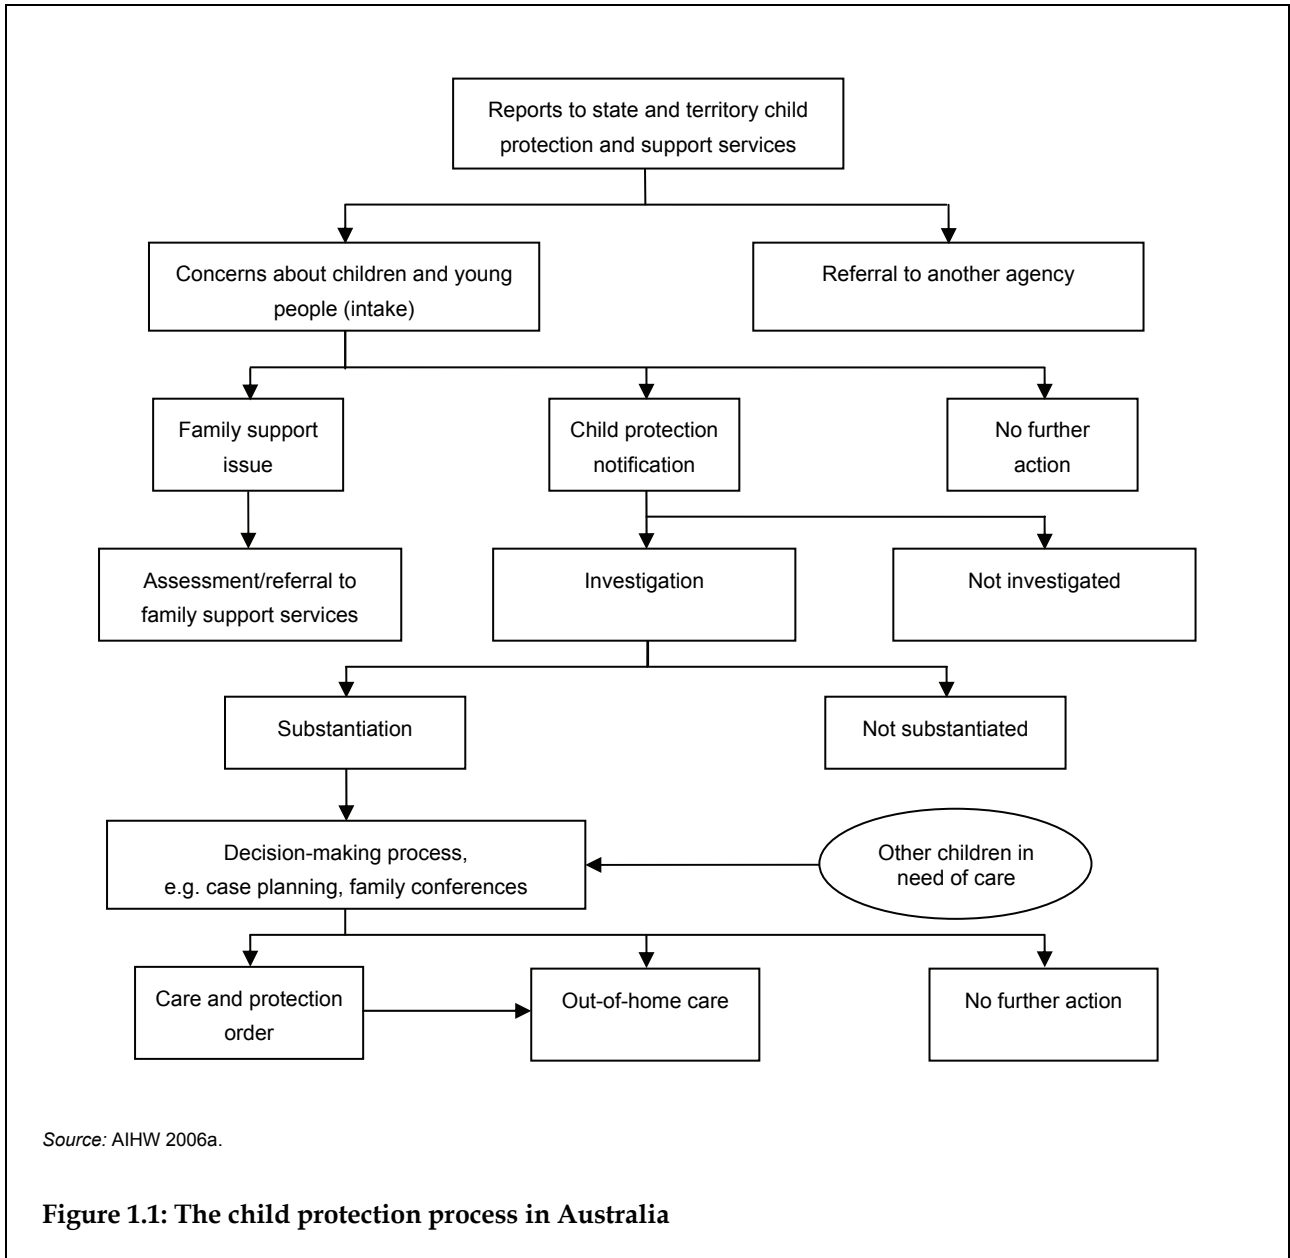 Reports to state and territory child
protection and support services
Concerns about children and young
people (intake)
Referral to another agency
Family support
issue
Child protection
notification
No further
action
Assessment/referral to
family support services
Investigation
Not investigated
Substantiation
Not substantiated
Decision-making process,
e.g. case planning, family conferences
Other children in
need of care
Care and protection
order
Out-of-home care
No further action
Source: AIHW 2006a.
Figure 1.1: The child protection process in Australia